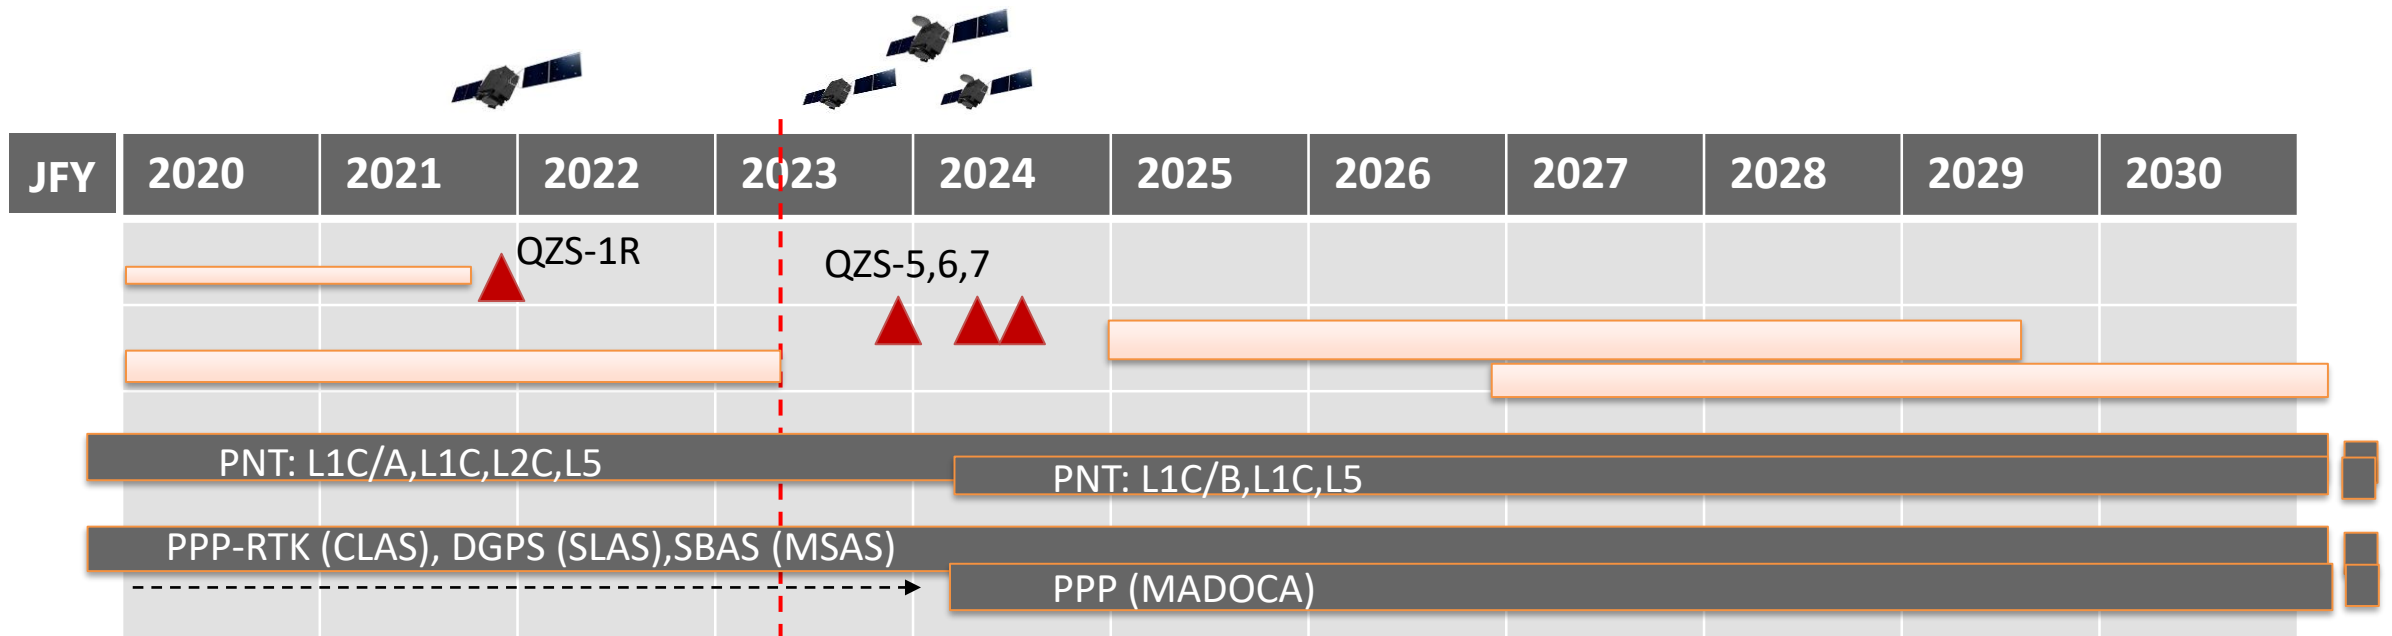 JFY 2020 2021 2022 2023 2024 2025 2026 2027 2028 2029 2030
QZS-1R
QZS-5,6,7
PNT: L1C/A,L1C,L2C,L5
PNT: L1C/B,L1C,L5
PPP-RTK (CLAS), DGPS (SLAS),SBAS (MSAS)
PPP (MADOCA)